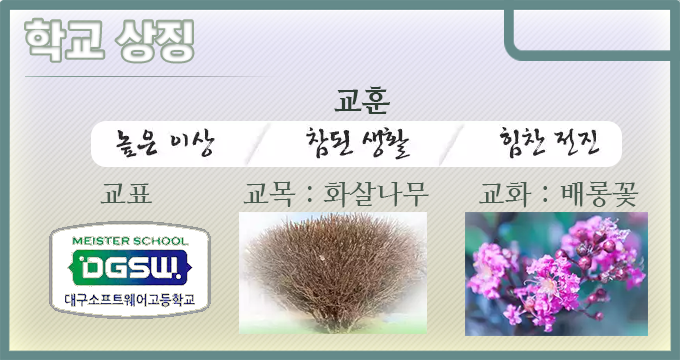 학교 상징
교훈
높은 이상 / 참된 생활 / 힘찬 전진
교표
교목 : 화살나무
교화 : 배롱꽃
MEISTER SCHOOL
DGSW
대구소프트웨어고등학교